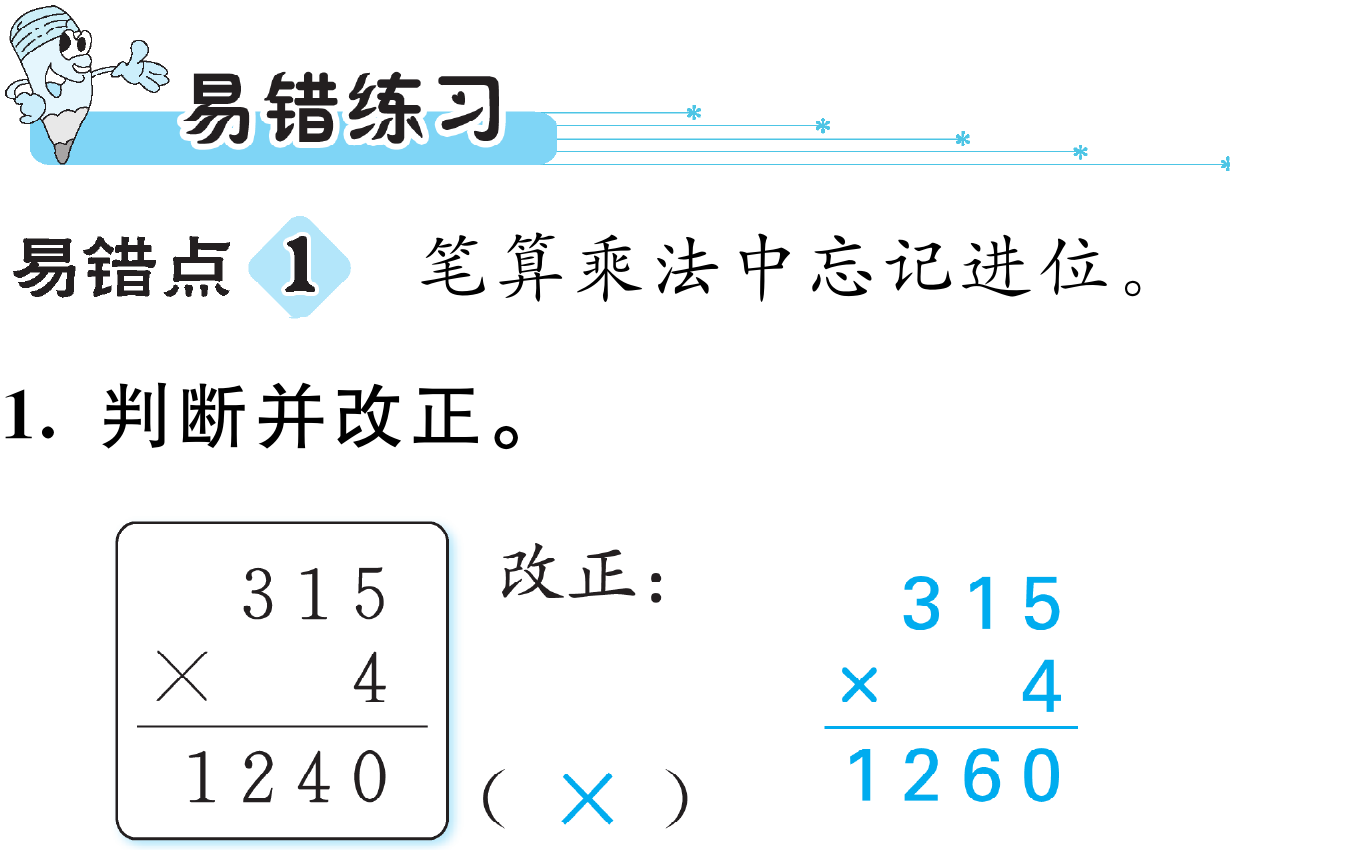 易错练习
易错点 1 笔算乘法中忘记进位。
1. 判断并改正。
315
× 4
1240
( × )
改正：
315
× 4
1260